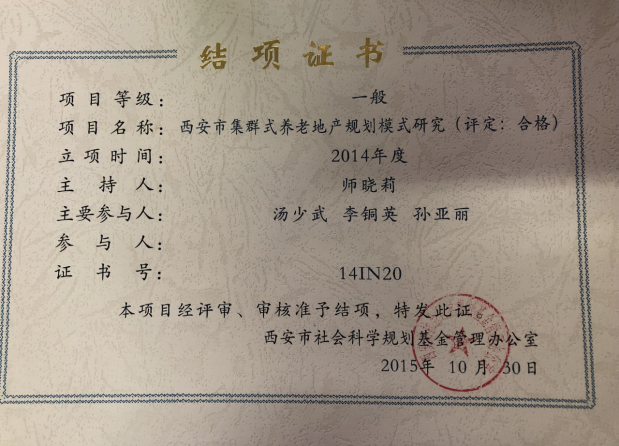 结项证书
项目等级：一般
项目名称：西安市集群式养老地产规划模式研究（评定：合格）
立项时间：2014年度
主持人：师晓莉
主要参与人：汤少武 李铜英 孙亚丽
参与人：
证书号：14IN20
本项目经评审、审核准予结项，特发此证
西安市社会科学规划基金管理办公室
2015年 10月 30日